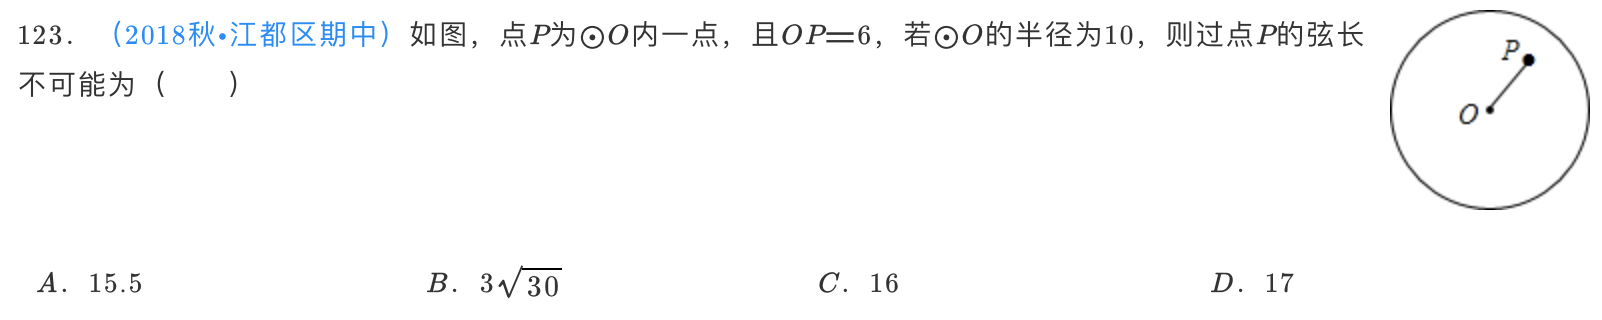 123. （2018秋•江都区期中）如图，点P为⊙O内一点，且OP=6，若⊙O的半径为10，则过点P的弦长
不可能为（　　）
P
O
A. 15.5　B. 3√30　C. 16　D. 17